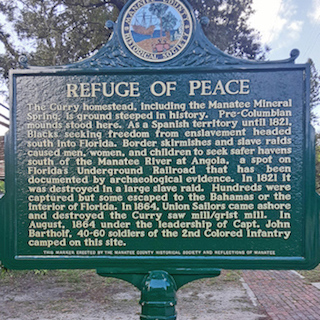 MANATEE COUNTY
HISTORICAL
SOCIETY
REFUGE OF PEACE
The Curry homestead, including the Manatee Mineral
Spring, is ground steeped in history. Pre-Columbian
mounds stood here. As a Spanish territory until 1821,
Blacks seeking freedom from enslavement headed
south into Florida. Border skirmishes and slave raids
caused men, women, and children to seek safer havens
south of the Manatee River at Angola, a spot on
Florida's Underground Railroad that has been
documented by archaeological evidence. In 1821 it
was destroyed in a large slave raid. Hundreds were
captured but some escaped to the Bahamas or the
interior of Florida. In 1864, Union Sailors came ashore
and destroyed the Curry saw mill/grist mill. In
August, 1864 under the leadership of Capt. John
Bartholf, 40-60 soldiers of the 2nd Colored Infantry
camped on this site.
THIS MARKER ERECTED BY THE MANATEE COUNTY HISTORICAL SOCIETY AND REFLECTIONS OF MANATEE